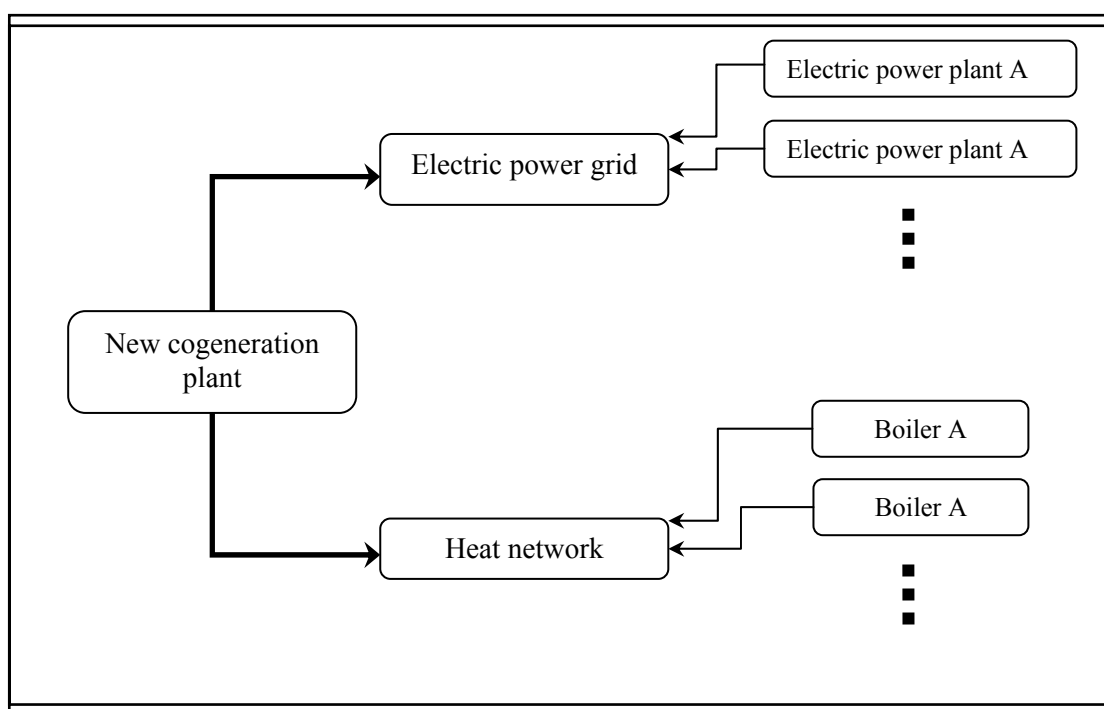 Electric power plant A
Electric power plant A
Electric power grid
New cogeneration
plant
Boiler A
Boiler A
Heat network